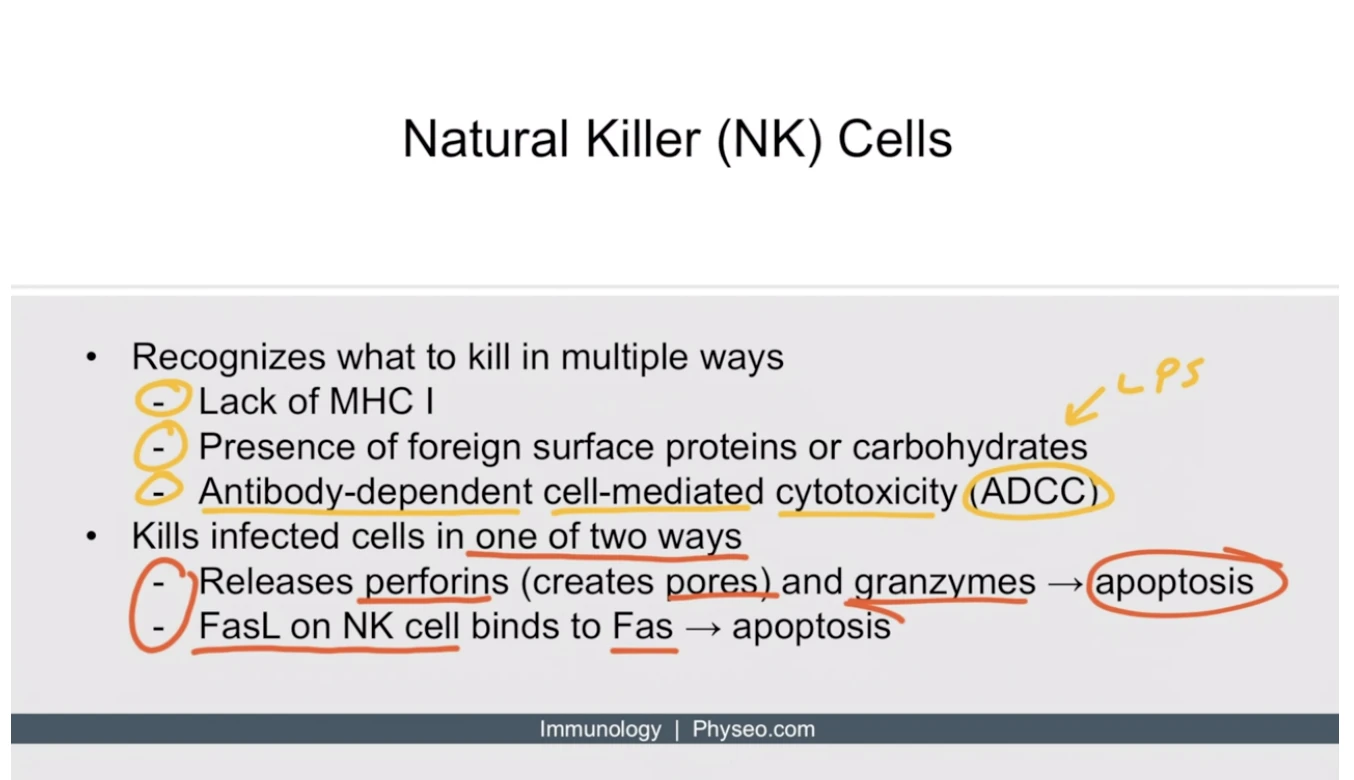 Natural Killer (NK) Cells
• Recognizes what to kill in multiple ways
LPS
- Lack of MHC I
- Presence of foreign surface proteins or carbohydrates
- Antibody-dependent cell-mediated cytotoxicity (ADCC)
• Kills infected cells in one of two ways
- Releases perforins (creates pores) and granzymes → apoptosis
- FasL on NK cell binds to Fas → apoptosis
Immunology | Physeo.com